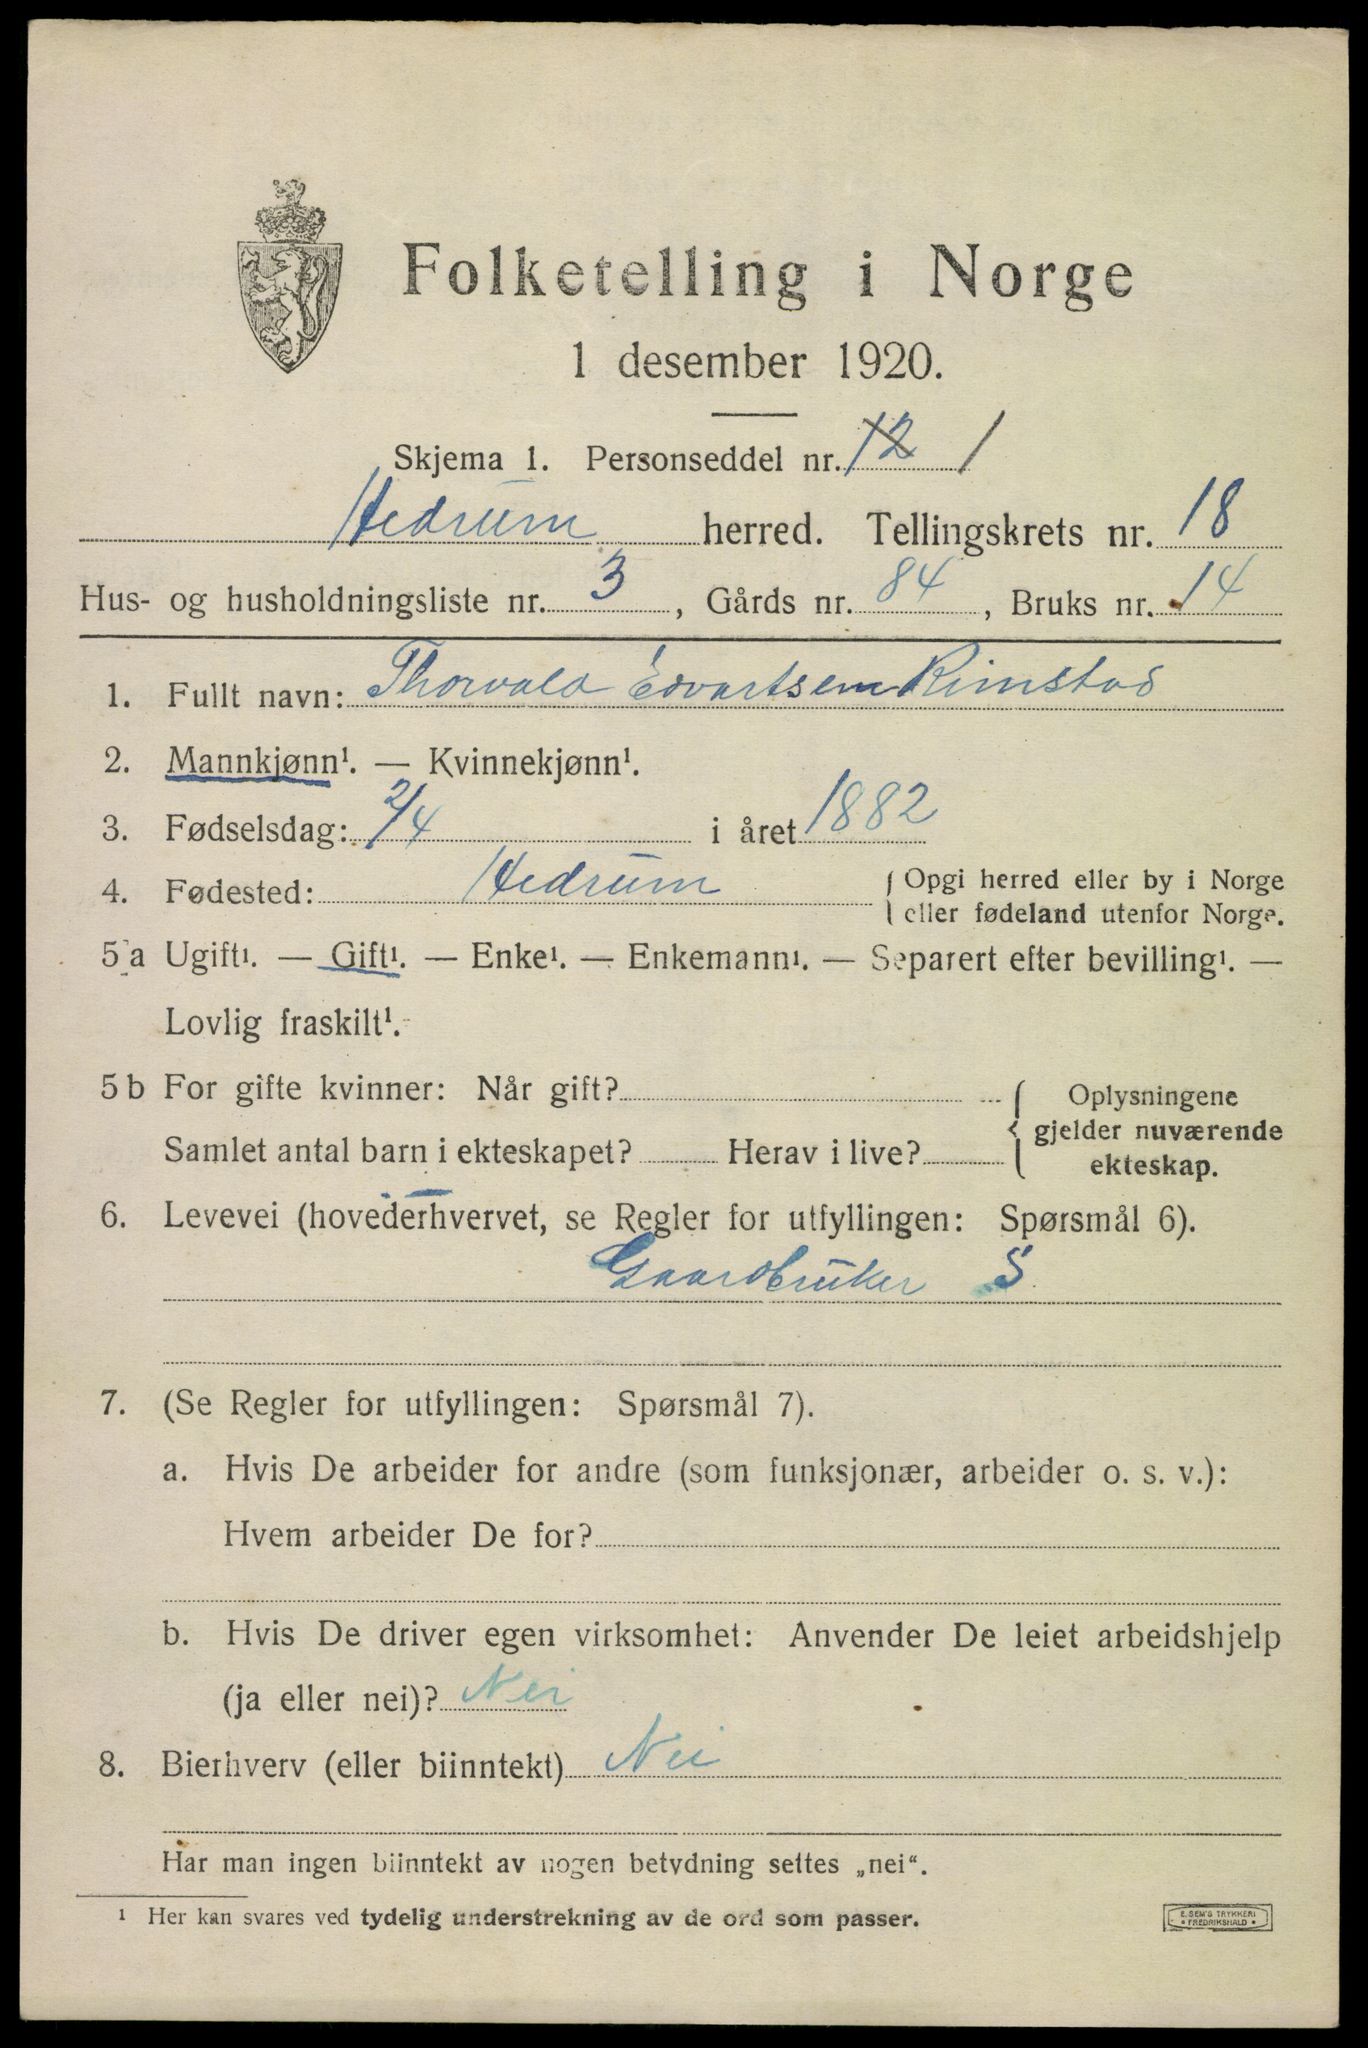 Folketelling i Norge
1 desember 1920.
Skjema 1. Personseddel nr. 12 1
Hedrum herred. Tellingskrets nr. 18
Hus- og husholdningsliste nr. 3, Gårds nr. 84, Bruks nr. 14
1. Fullt navn: Thorvald Edvartsen Rimstad
2. Mannkjønn¹. — Kvinnekjønn¹.
3. Fødselsdag: 2/4 i året 1882
4. Fødested: Hedrum { Opgi herred eller by i Norge
eller fødeland utenfor Norge.
5 a Ugift¹. — Gift¹. — Enke¹. — Enkemann¹. — Separert efter bevilling¹. —
Lovlig fraskilt¹.
5 b For gifte kvinner: Når gift? { Oplysningene
gjelder nuværende
Samlet antal barn i ekteskapet? Herav i live? ekteskap.
6. Levevei (hovederhvervet, se Regler for utfyllingen: Spørsmål 6).
Gaardbruker S
7. (Se Regler for utfyllingen: Spørsmål 7).
a. Hvis De arbeider for andre (som funksjonær, arbeider o. s. v.):
Hvem arbeider De for?
b. Hvis De driver egen virksomhet: Anvender De leiet arbeidshjelp
(ja eller nei)? Nei
8. Bierhverv (eller biinntekt) Nei
Har man ingen biinntekt av nogen betydning settes „nei“.
¹ Her kan svares ved tydelig understrekning av de ord som passer.
E. SEM'S TRYKKERI
• FREDRIKSHALD •